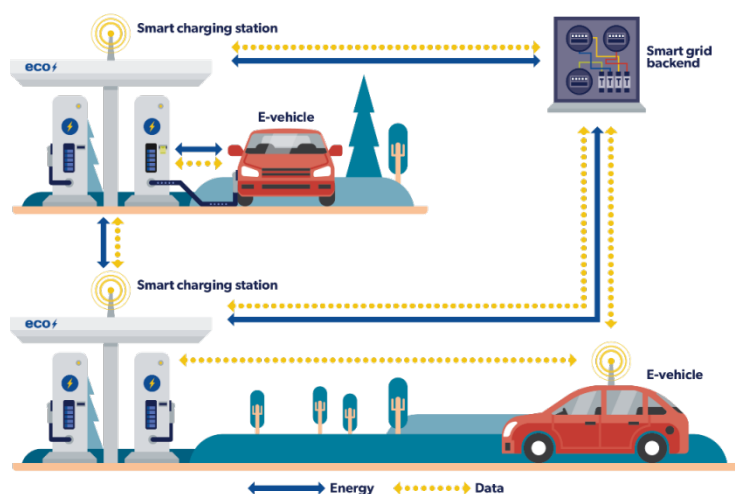 Smart charging station
eco
Smart grid
backend
E-vehicle
Smart charging station
eco
E-vehicle
Energy
Data